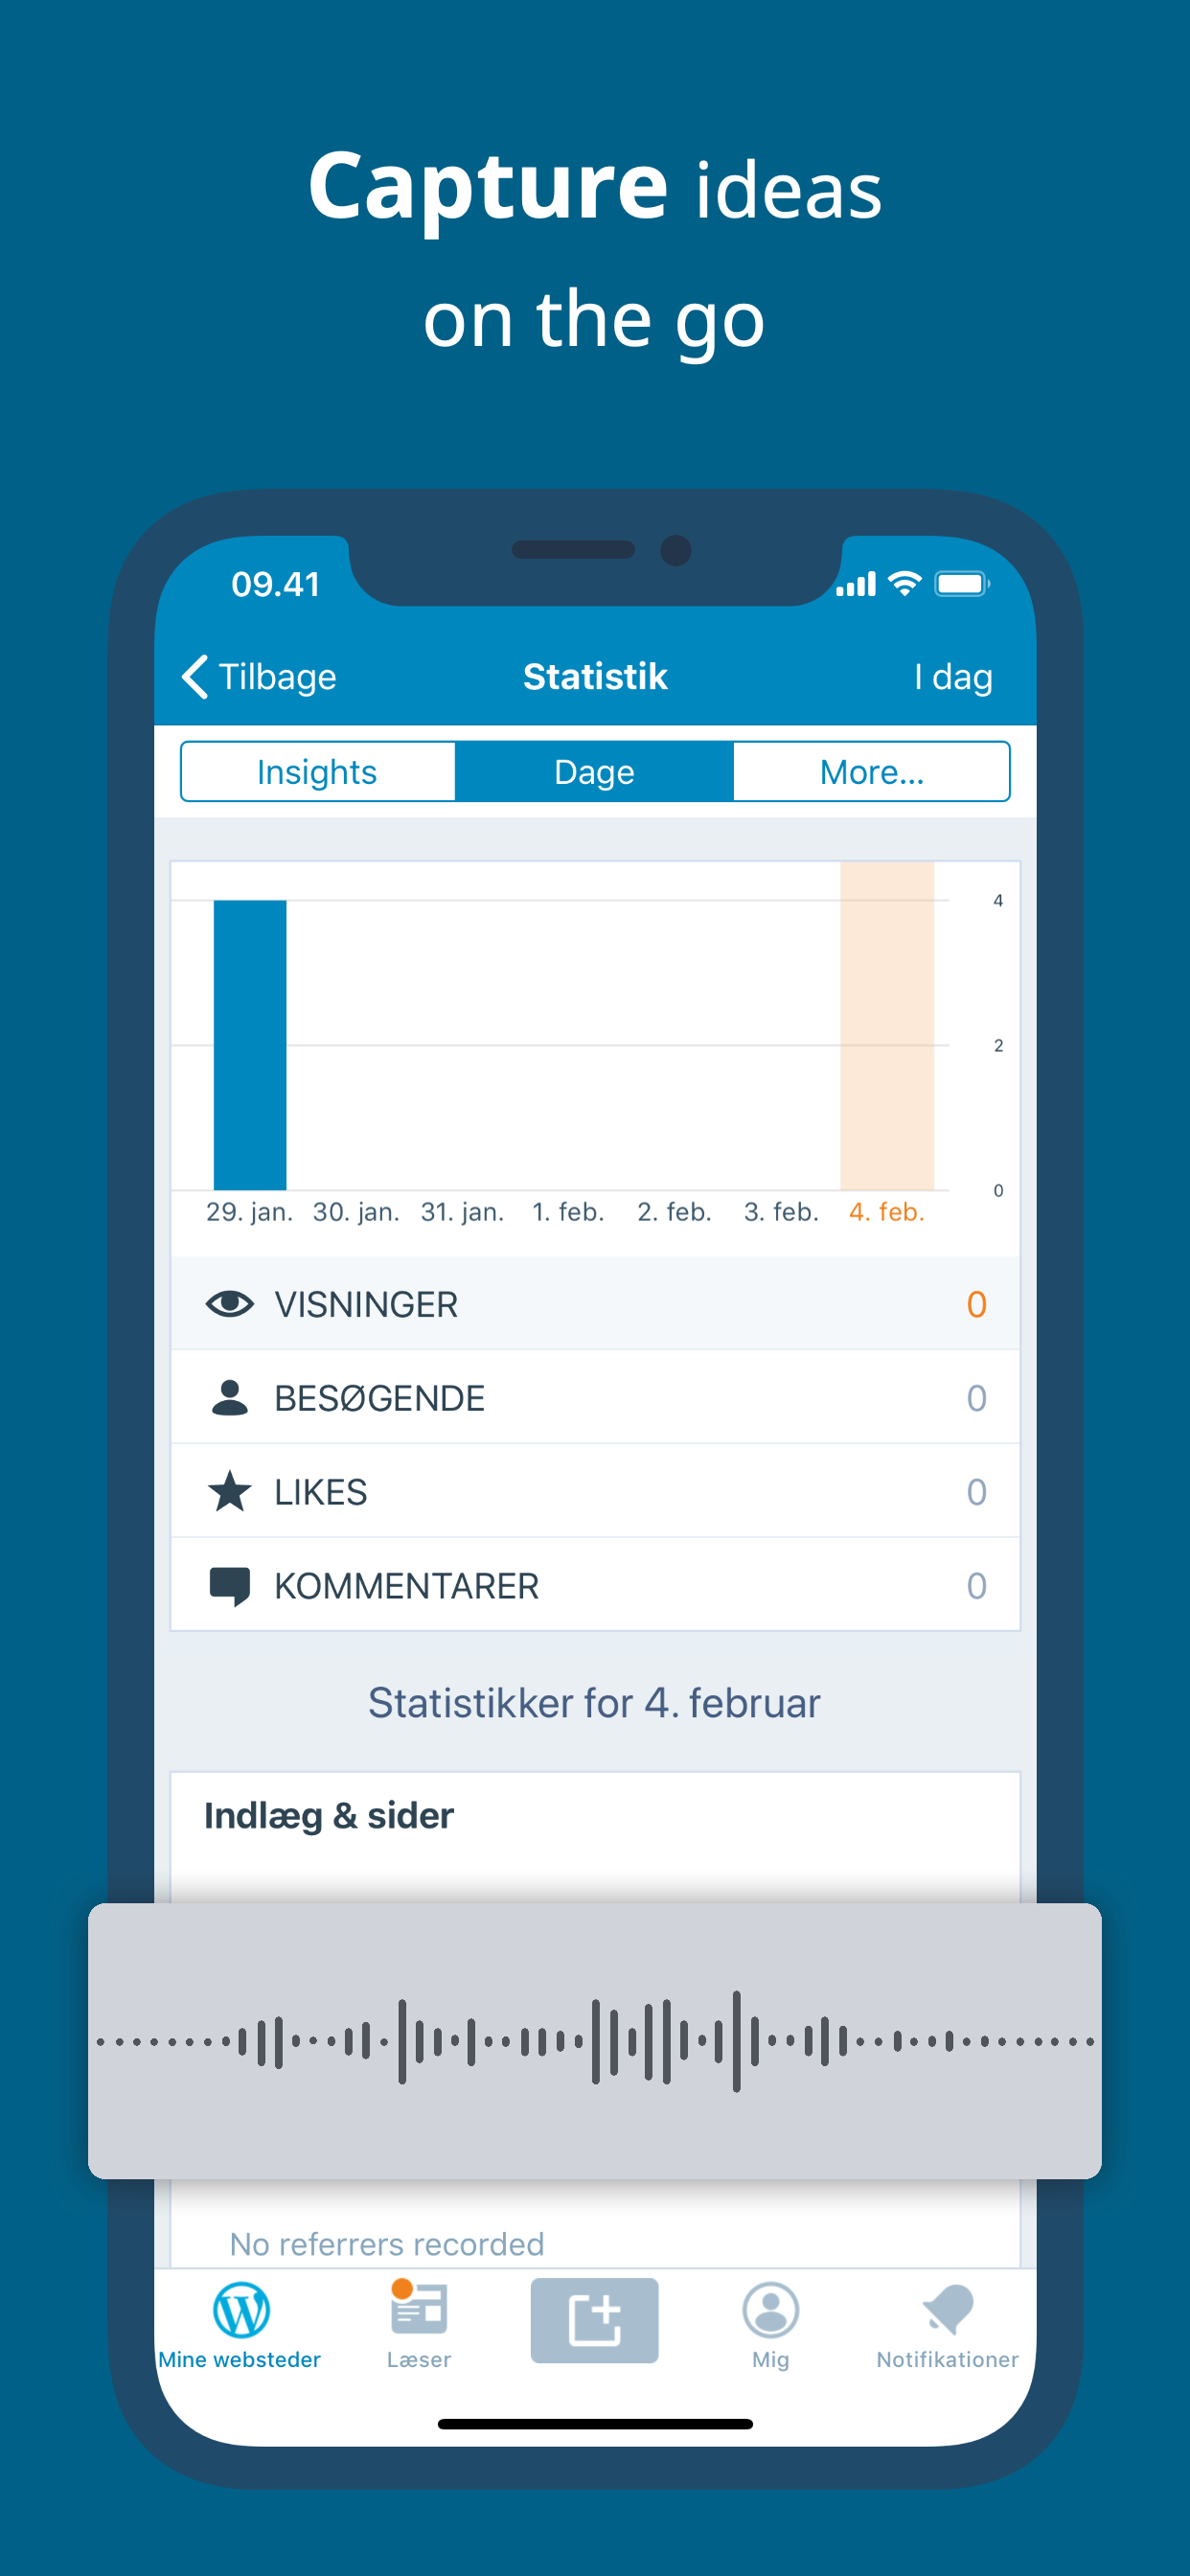 Capture ideas
on the go
09.41
Tilbage Statistik I dag
Insights Dage More...
4
2
0
29. jan. 30. jan. 31. jan. 1. feb. 2. feb. 3. feb. 4. feb.
VISNINGER 0
BESØGENDE 0
LIKES 0
KOMMENTARER 0
Statistikker for 4. februar
Indlæg & sider
No referrers recorded
Mine websteder Læser Mig Notifikationer